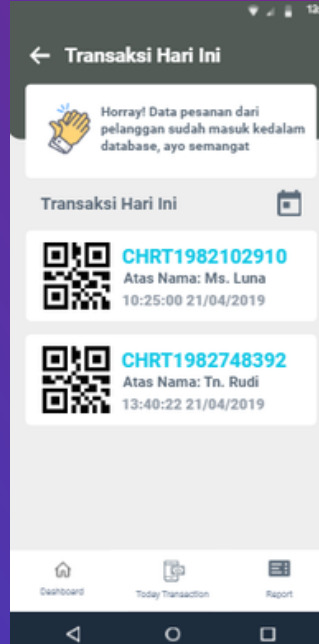 Transaksi Hari Ini
Horray! Data pesanan dari
pelanggan sudah masuk kedalam
database, ayo semangat
Transaksi Hari Ini
CHRT1982102910
Atas Nama: Ms. Luna
10:25:00 21/04/2019
CHRT1982748392
Atas Nama: Tn. Rudi
13:40:22 21/04/2019
Dashboard
Today Transaction
Report